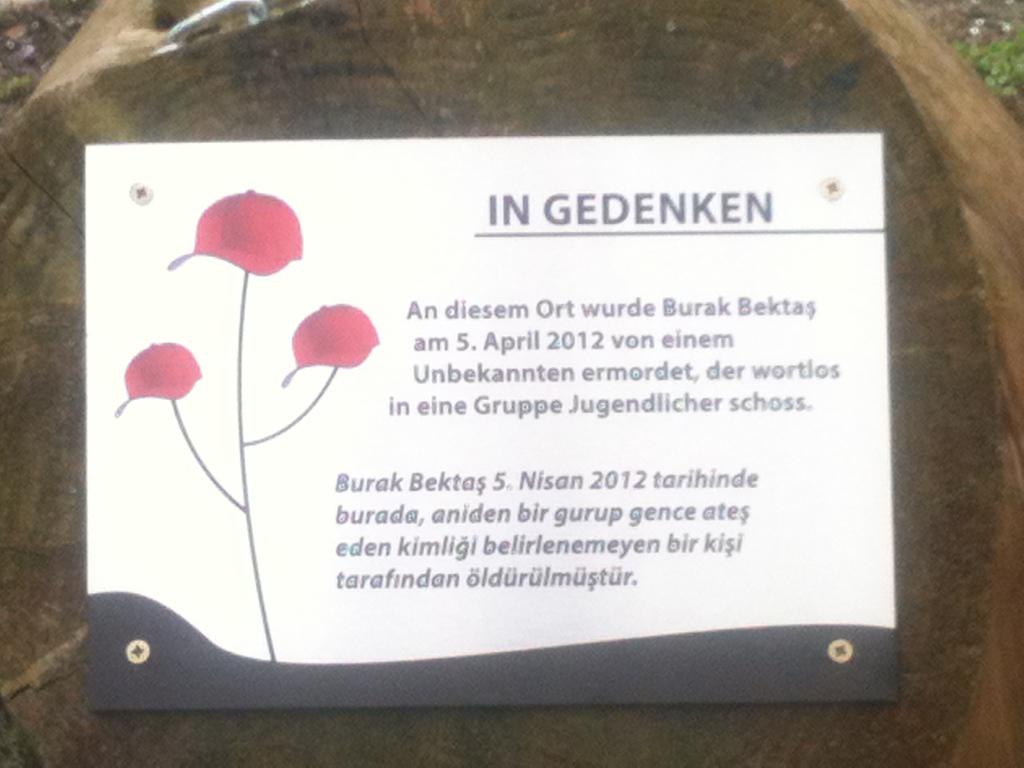 IN GEDENKEN
An diesem Ort wurde Burak Bektaş
am 5. April 2012 von einem
Unbekannten ermordet, der wortlos
in eine Gruppe Jugendlicher schoss.
Burak Bektaş 5. Nisan 2012 tarihinde
burada, aniden bir gurup gence ateş
eden kimliği belirlenemeyen bir kişi
tarafından öldürülmüştür.